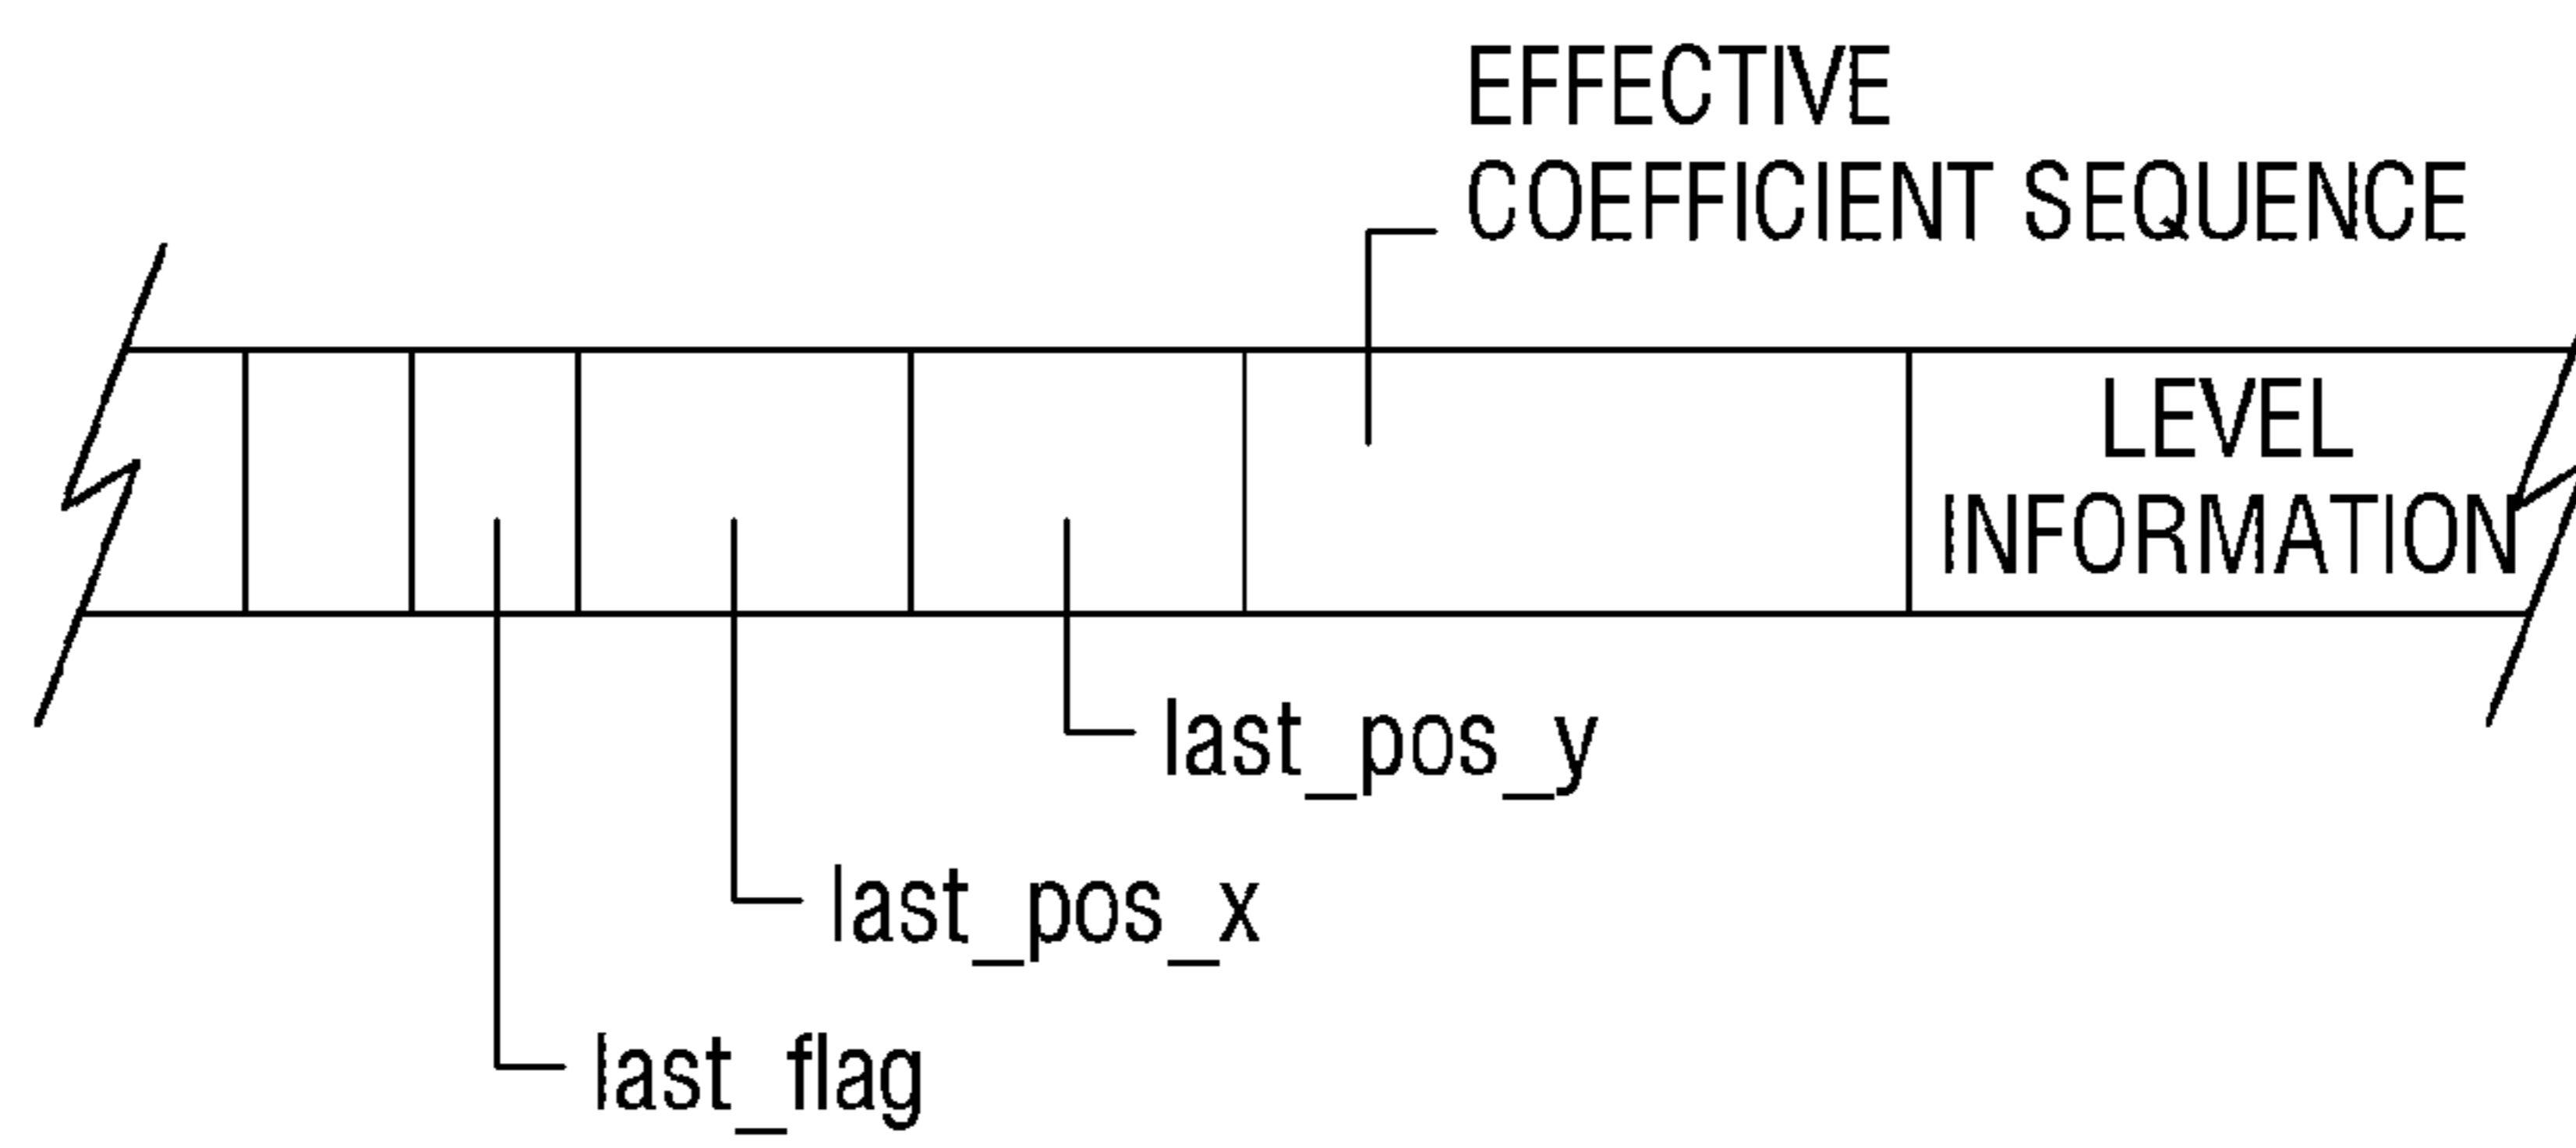 EFFECTIVE
COEFFICIENT SEQUENCE
LEVEL
INFORMATION
last_pos_y
last_pos_x
last_flag